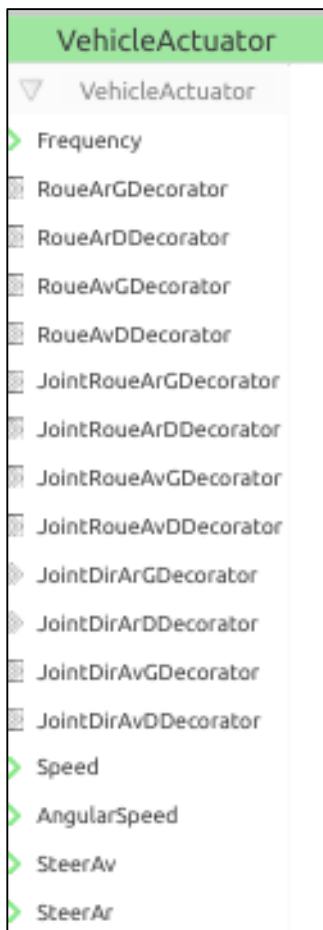 VehicleActuator
VehicleActuator
Frequency
RoueArGDecorator
RoueArDDecorator
RoueAvGDecorator
RoueAvDDecorator
JointRoueArGDecorator
JointRoueArDDecorator
JointRoueAvGDecorator
JointRoueAvDDecorator
JointDirArGDecorator
JointDirArDDecorator
JointDirAvGDecorator
JointDirAvDDecorator
Speed
AngularSpeed
SteerAv
SteerAr